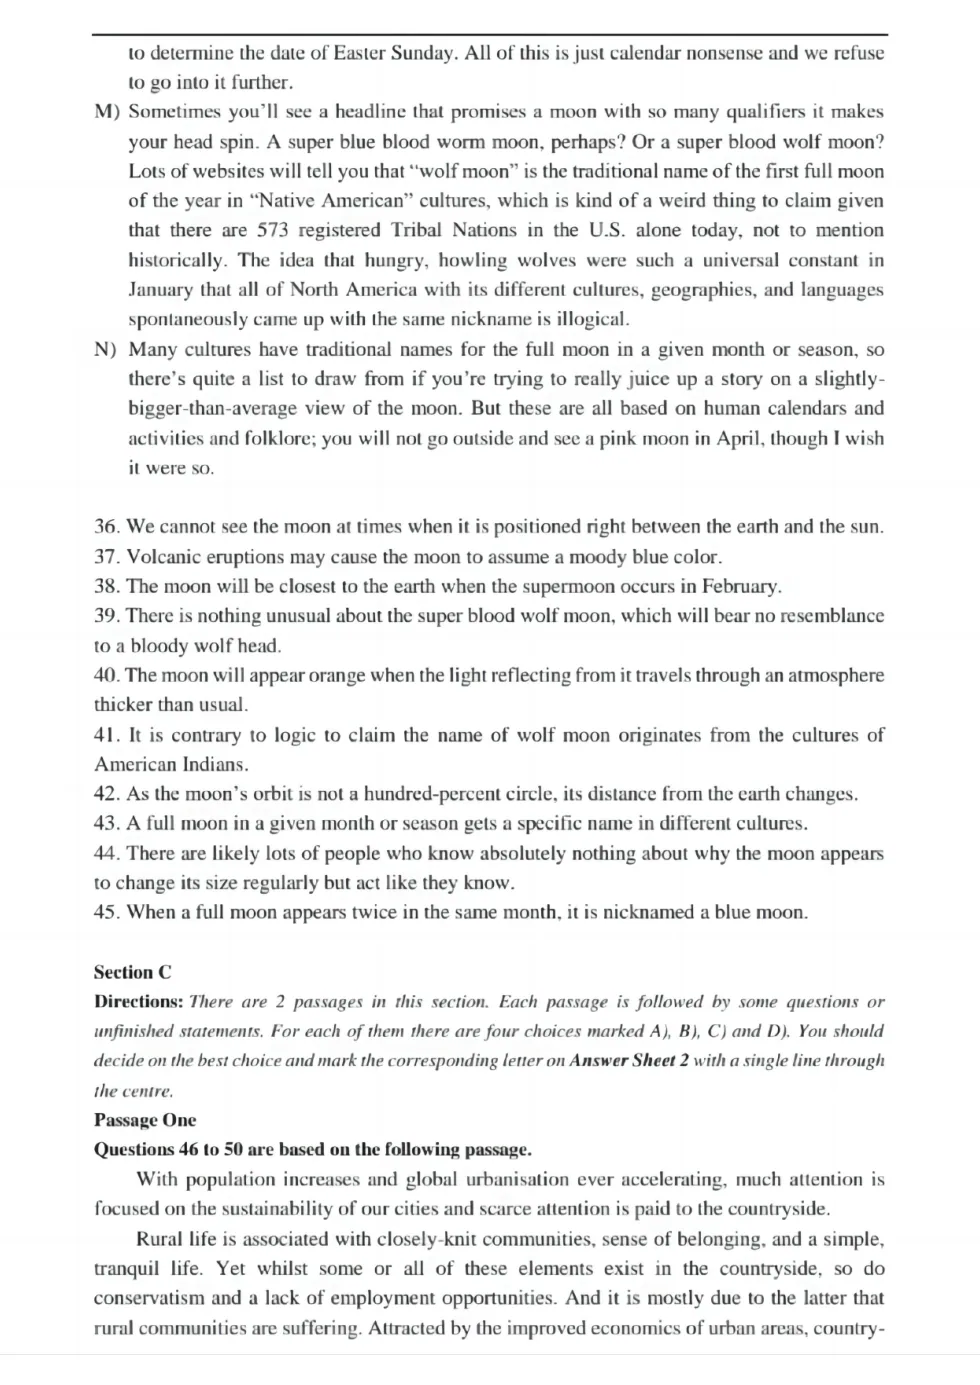 to determine the date of Easter Sunday. All of this is just calendar nonsense and we refuse
to go into it further.
M) Sometimes you'll see a headline that promises a moon with so many qualifiers it makes
your head spin. A super blue blood worm moon, perhaps? Or a super blood wolf moon?
Lots of websites will tell you that “wolf moon” is the traditional name of the first full moon
of the year in “Native American” cultures, which is kind of a weird thing to claim given
that there are 573 registered Tribal Nations in the U.S. alone today, not to mention
historically. The idea that hungry, howling wolves were such a universal constant in
January that all of North America with its different cultures, geographies, and languages
spontaneously came up with the same nickname is illogical.
N) Many cultures have traditional names for the full moon in a given month or season, so
there's quite a list to draw from if you're trying to really juice up a story on a slightly-
bigger-than-average view of the moon. But these are all based on human calendars and
activities and folklore; you will not go outside and see a pink moon in April, though I wish
it were so.
36. We cannot see the moon at times when it is positioned right between the earth and the sun.
37. Volcanic eruptions may cause the moon to assume a moody blue color.
38. The moon will be closest to the earth when the supermoon occurs in February.
39. There is nothing unusual about the super blood wolf moon, which will bear no resemblance
to a bloody wolf head.
40. The moon will appear orange when the light reflecting from it travels through an atmosphere
thicker than usual.
41. It is contrary to logic to claim the name of wolf moon originates from the cultures of
American Indians.
42. As the moon's orbit is not a hundred-percent circle, its distance from the earth changes.
43. A full moon in a given month or season gets a specific name in different cultures.
44. There are likely lots of people who know absolutely nothing about why the moon appears
to change its size regularly but act like they know.
45. When a full moon appears twice in the same month, it is nicknamed a blue moon.
Section C
Directions: There are 2 passages in this section. Each passage is followed by some questions or
unfinished statements. For each of them there are four choices marked A), B), C) and D). You should
decide on the best choice and mark the corresponding letter on Answer Sheet 2 with a single line through
the centre.
Passage One
Questions 46 to 50 are based on the following passage.
With population increases and global urbanisation ever accelerating, much attention is
focused on the sustainability of our cities and scarce attention is paid to the countryside.
Rural life is associated with closely-knit communities, sense of belonging, and a simple,
tranquil life. Yet whilst some or all of these elements exist in the countryside, so do
conservatism and a lack of employment opportunities. And it is mostly due to the latter that
rural communities are suffering. Attracted by the improved economics of urban areas, country-